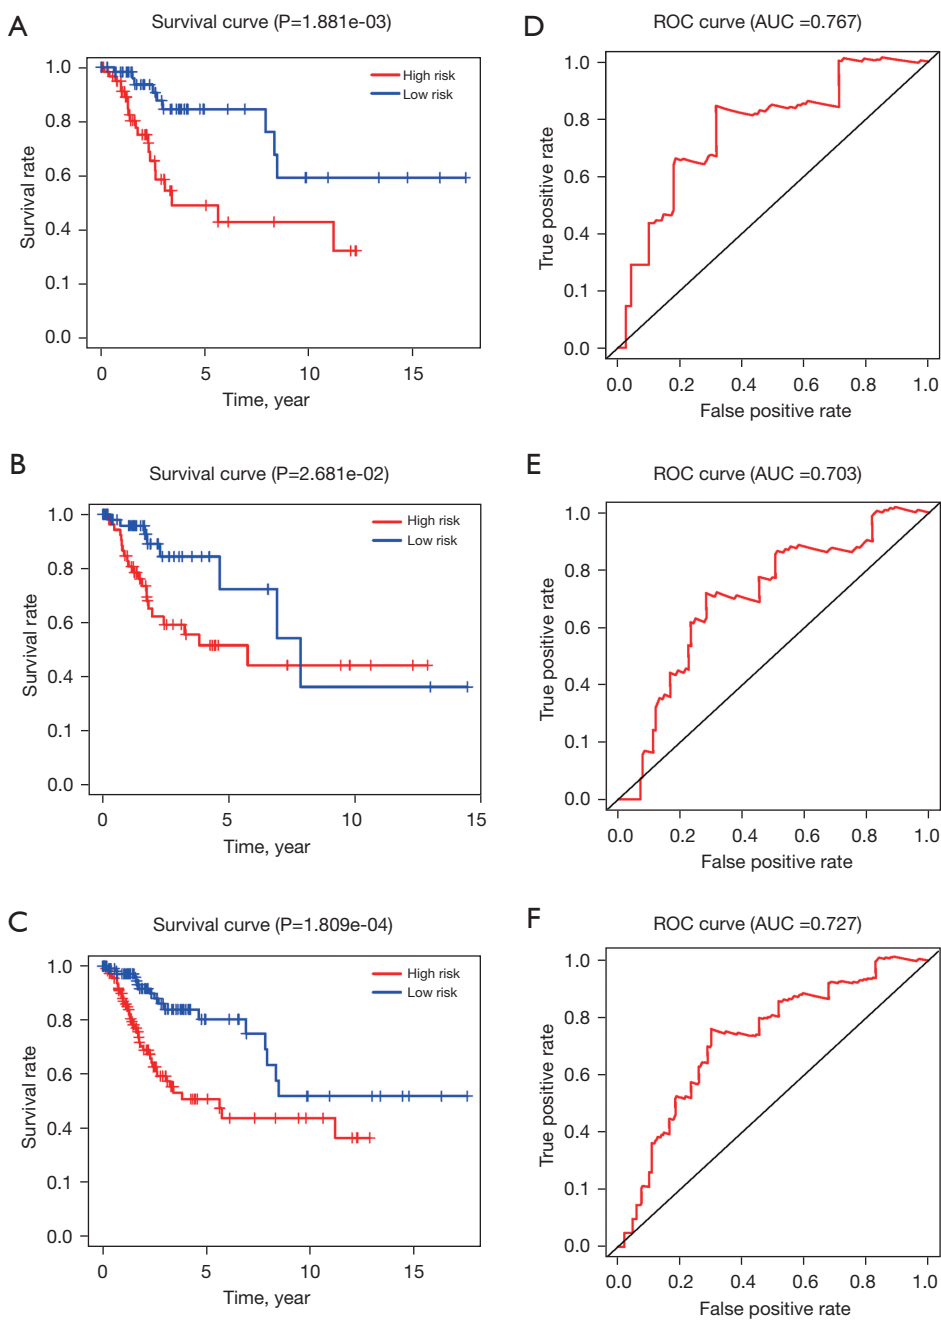 A
Survival curve (P=1.881e-03)
High risk
Low risk
1.0
0.8
0.6
0.4
0.1
0.0
Survival rate
0 5 10 15
Time, year
D
ROC curve (AUC =0.767)
1.0
0.8
0.6
0.4
0.1
0.0
True positive rate
0.0 0.2 0.4 0.6 0.8 1.0
False positive rate
B
Survival curve (P=2.681e-02)
High risk
Low risk
1.0
0.8
0.6
0.4
0.1
0.0
Survival rate
0 5 10 15
Time, year
E
ROC curve (AUC =0.703)
1.0
0.8
0.6
0.4
0.1
0.0
True positive rate
0.0 0.2 0.4 0.6 0.8 1.0
False positive rate
C
Survival curve (P=1.809e-04)
High risk
Low risk
1.0
0.8
0.6
0.4
0.1
0.0
Survival rate
0 5 10 15
Time, year
F
ROC curve (AUC =0.727)
1.0
0.8
0.6
0.4
0.1
0.0
True positive rate
0.0 0.2 0.4 0.6 0.8 1.0
False positive rate